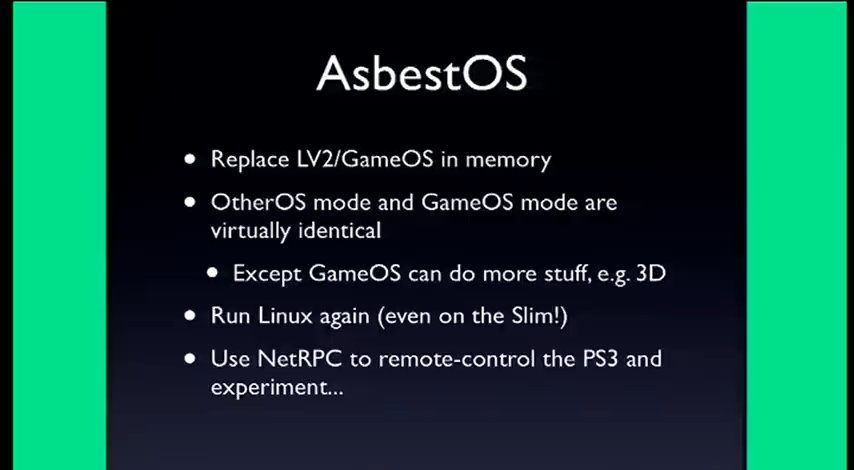 AsbestOS
• Replace LV2/GameOS in memory
• OtherOS mode and GameOS mode are
virtually identical
• Except GameOS can do more stuff, e.g. 3D
• Run Linux again (even on the Slim!)
• Use NetRPC to remote-control the PS3 and
experiment...